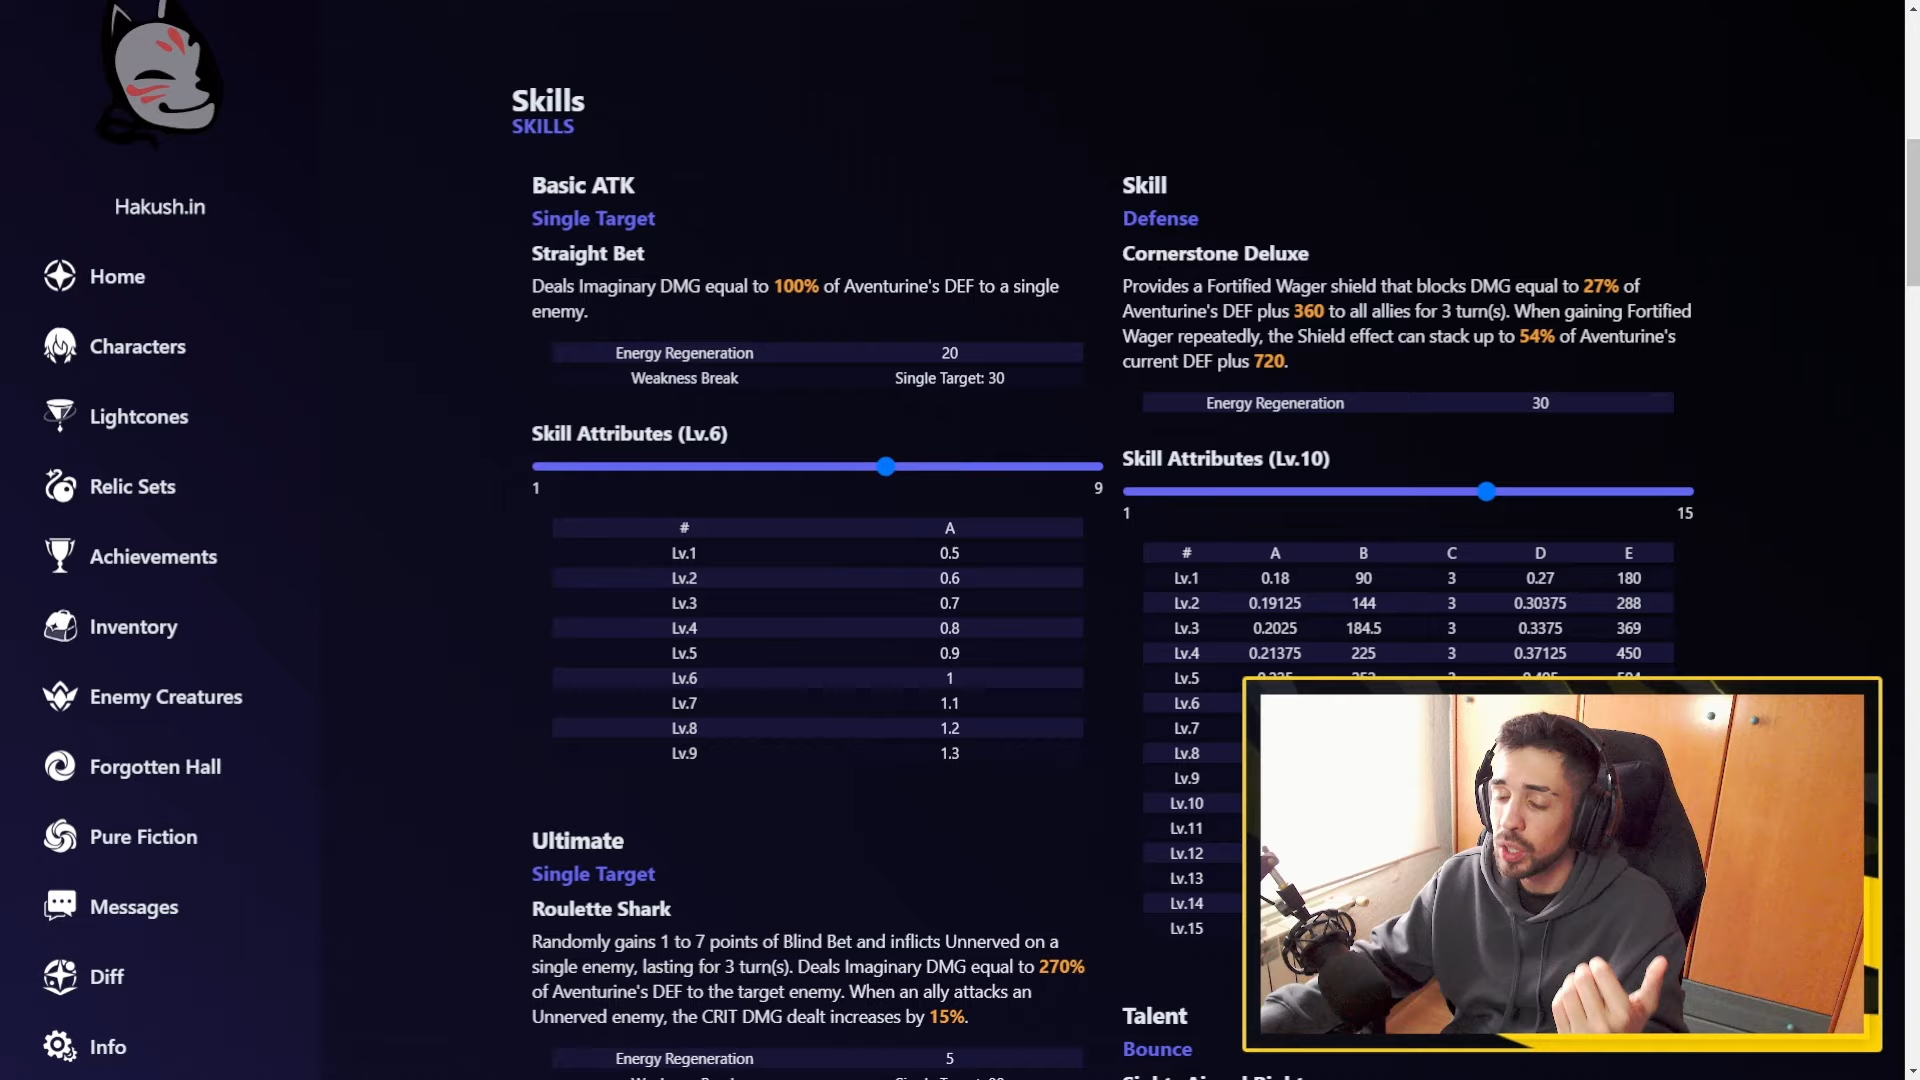 Hakush.in
Home
Characters
Lightcones
Relic Sets
Achievements
Inventory
Enemy Creatures
Forgotten Hall
Pure Fiction
Messages
Diff
Info
Skills
SKILLS
Basic ATK
Single Target
Straight Bet
Deals Imaginary DMG equal to 100% of Aventurine's DEF to a single
enemy.
Energy Regeneration 20
Weakness Break Single Target: 30
Skill Attributes (Lv.6)
1 9
# A
Lv.1 0.5
Lv.2 0.6
Lv.3 0.7
Lv.4 0.8
Lv.5 0.9
Lv.6 1
Lv.7 1.1
Lv.8 1.2
Lv.9 1.3
Ultimate
Single Target
Roulette Shark
Randomly gains 1 to 7 points of Blind Bet and inflicts Unnerved on a
single enemy, lasting for 3 turn(s). Deals Imaginary DMG equal to 270%
of Aventurine's DEF to the target enemy. When an ally attacks an
Unnerved enemy, the CRIT DMG dealt increases by 15%.
Energy Regeneration 5
Skill
Defense
Cornerstone Deluxe
Provides a Fortified Wager shield that blocks DMG equal to 27% of
Aventurine's DEF plus 360 to all allies for 3 turn(s). When gaining Fortified
Wager repeatedly, the Shield effect can stack up to 54% of Aventurine's
current DEF plus 720.
Energy Regeneration 30
Skill Attributes (Lv.10)
1 15
# A B C D E
Lv.1 0.18 90 3 0.27 180
Lv.2 0.19125 144 3 0.30375 288
Lv.3 0.2025 184.5 3 0.3375 369
Lv.4 0.21375 225 3 0.37125 450
Lv.5
Lv.6
Lv.7
Lv.8
Lv.9
Lv.10
Lv.11
Lv.12
Lv.13
Lv.14
Lv.15
Talent
Bounce